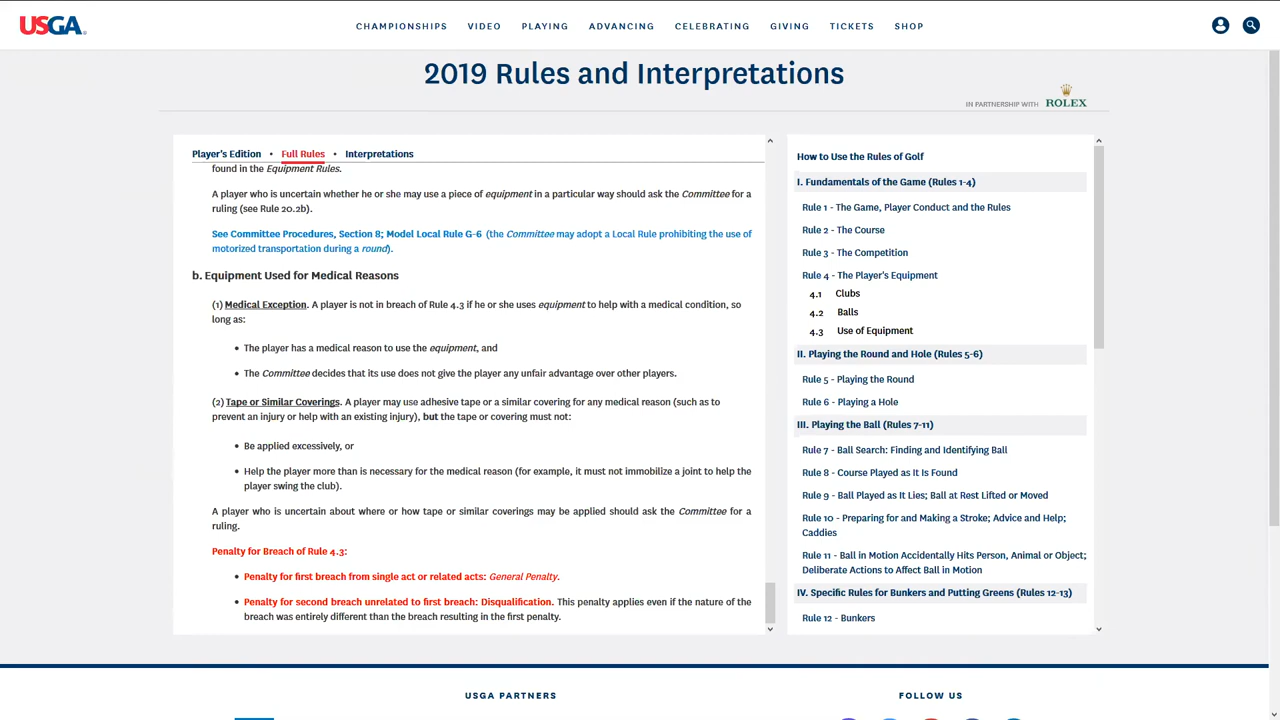 USGA
CHAMPIONSHIPS VIDEO PLAYING ADVANCING CELEBRATING GIVING TICKETS SHOP
2019 Rules and Interpretations
IN PARTNERSHIP WITH ROLEX
Player's Edition • Full Rules • Interpretations
found in the Equipment Rules.
A player who is uncertain whether he or she may use a piece of equipment in a particular way should ask the Committee for a
ruling (see Rule 20.2b).
See Committee Procedures, Section 8; Model Local Rule G-6 (the Committee may adopt a Local Rule prohibiting the use of
motorized transportation during a round).
b. Equipment Used for Medical Reasons
(1) Medical Exception. A player is not in breach of Rule 4.3 if he or she uses equipment to help with a medical condition, so
long as:
• The player has a medical reason to use the equipment, and
• The Committee decides that its use does not give the player any unfair advantage over other players.
(2) Tape or Similar Coverings. A player may use adhesive tape or a similar covering for any medical reason (such as to
prevent an injury or help with an existing injury), but the tape or covering must not:
• Be applied excessively, or
• Help the player more than is necessary for the medical reason (for example, it must not immobilize a joint to help the
player swing the club).
A player who is uncertain about where or how tape or similar coverings may be applied should ask the Committee for a
ruling.
Penalty for Breach of Rule 4.3:
• Penalty for first breach from single act or related acts: General Penalty.
• Penalty for second breach unrelated to first breach: Disqualification. This penalty applies even if the nature of the
breach was entirely different than the breach resulting in the first penalty.
How to Use the Rules of Golf
I. Fundamentals of the Game (Rules 1-4)
Rule 1 - The Game, Player Conduct and the Rules
Rule 2 - The Course
Rule 3 - The Competition
Rule 4 - The Player's Equipment
4.1 Clubs
4.2 Balls
4.3 Use of Equipment
II. Playing the Round and Hole (Rules 5-6)
Rule 5 - Playing the Round
Rule 6 - Playing a Hole
III. Playing the Ball (Rules 7-11)
Rule 7 - Ball Search: Finding and Identifying Ball
Rule 8 - Course Played as It Is Found
Rule 9 - Ball Played as It Lies; Ball at Rest Lifted or Moved
Rule 10 - Preparing for and Making a Stroke; Advice and Help;
Caddies
Rule 11 - Ball in Motion Accidentally Hits Person, Animal or Object;
Deliberate Actions to Affect Ball in Motion
IV. Specific Rules for Bunkers and Putting Greens (Rules 12-13)
Rule 12 - Bunkers
USGA PARTNERS
FOLLOW US